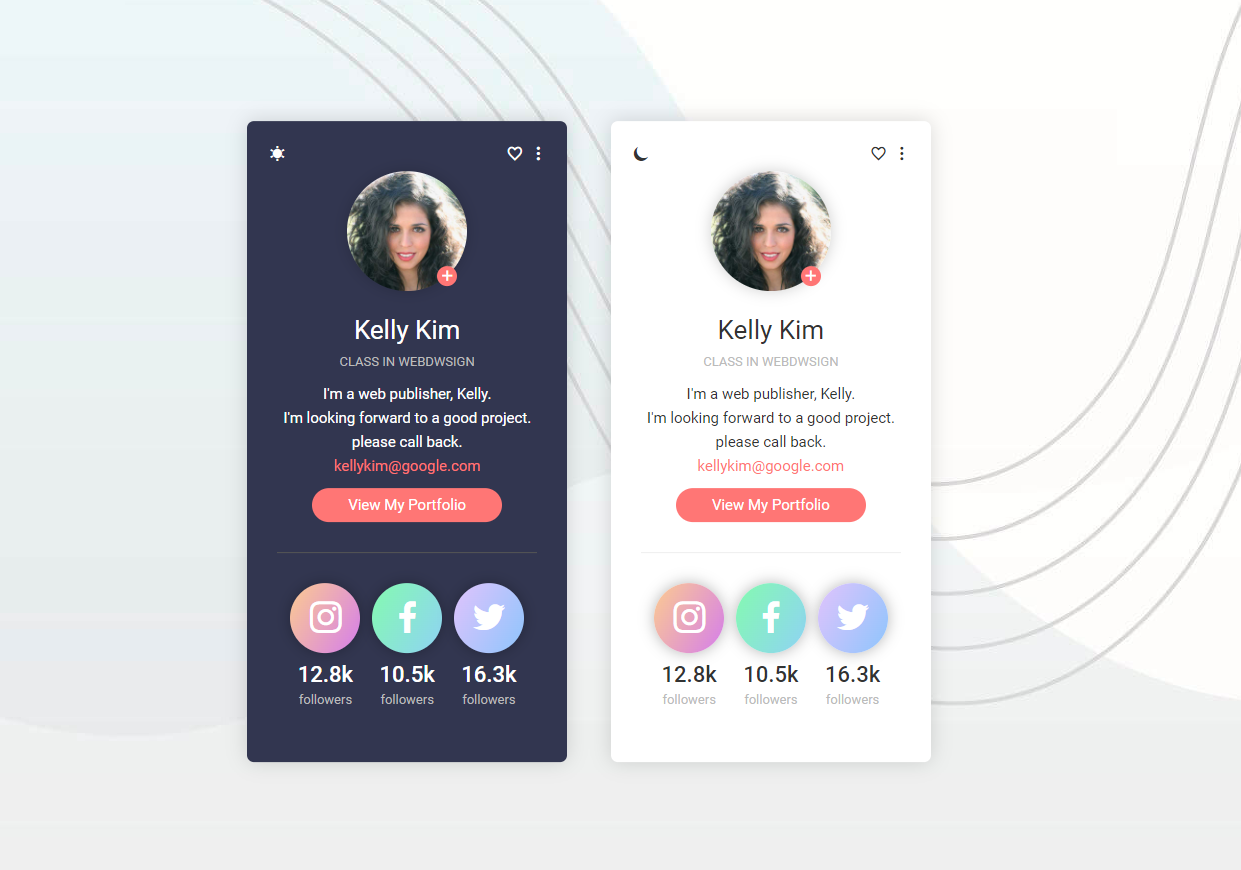 Kelly Kim
CLASS IN WEBDWSIGN
I'm a web publisher, Kelly.
I'm looking forward to a good project.
please call back.
kellykim@google.com
View My Portfolio
12.8k 10.5k 16.3k
followers followers followers
Kelly Kim
CLASS IN WEBDWSIGN
I'm a web publisher, Kelly.
I'm looking forward to a good project.
please call back.
kellykim@google.com
View My Portfolio
12.8k 10.5k 16.3k
followers followers followers